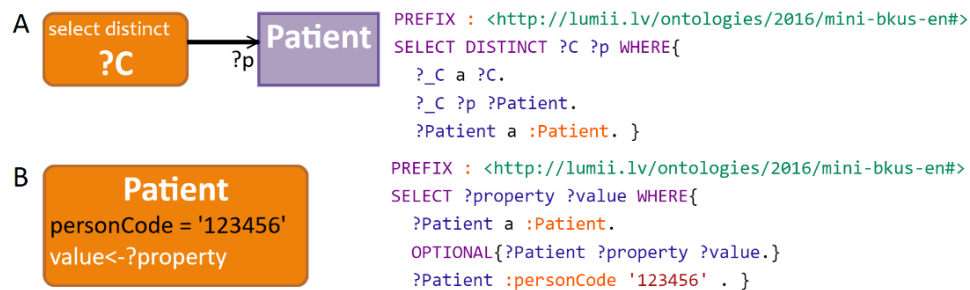 A
select distinct
?C
?p
Patient
PREFIX : <http://lumii.lv/ontologies/2016/mini-bkus-en#>
SELECT DISTINCT ?C ?p WHERE{
?_C a ?C.
?_C ?p ?Patient.
?Patient a :Patient. }
B
Patient
personCode = '123456'
value<-?property
PREFIX : <http://lumii.lv/ontologies/2016/mini-bkus-en#>
SELECT ?property ?value WHERE{
?Patient a :Patient.
OPTIONAL{?Patient ?property ?value.}
?Patient :personCode '123456' . }